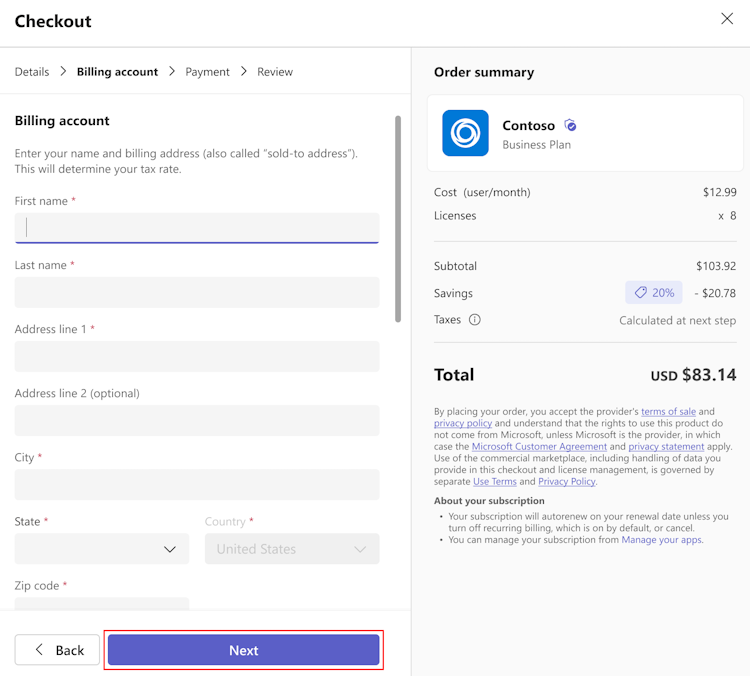 Checkout
Details > Billing account > Payment > Review
Billing account
Enter your name and billing address (also called “sold-to address”).
This will determine your tax rate.
First name *
Last name *
Address line 1 *
Address line 2 (optional)
City *
State *
Country *
United States
Zip code *
Back
Next
Order summary
Contoso
Business Plan
Cost (user/month) $12.99
Licenses x 8
Subtotal $103.92
Savings 20% - $20.78
Taxes Calculated at next step
Total USD $83.14
By placing your order, you accept the provider's terms of sale and
privacy policy and understand that the rights to use this product do
not come from Microsoft, unless Microsoft is the provider, in which
case the Microsoft Customer Agreement and privacy statement apply.
Use of the commercial marketplace, including handling of data you
provide in this checkout and license management, is governed by
separate Use Terms and Privacy Policy.
About your subscription
• Your subscription will autorenew on your renewal date unless you
turn off recurring billing, which is on by default, or cancel.
• You can manage your subscription from Manage your apps.